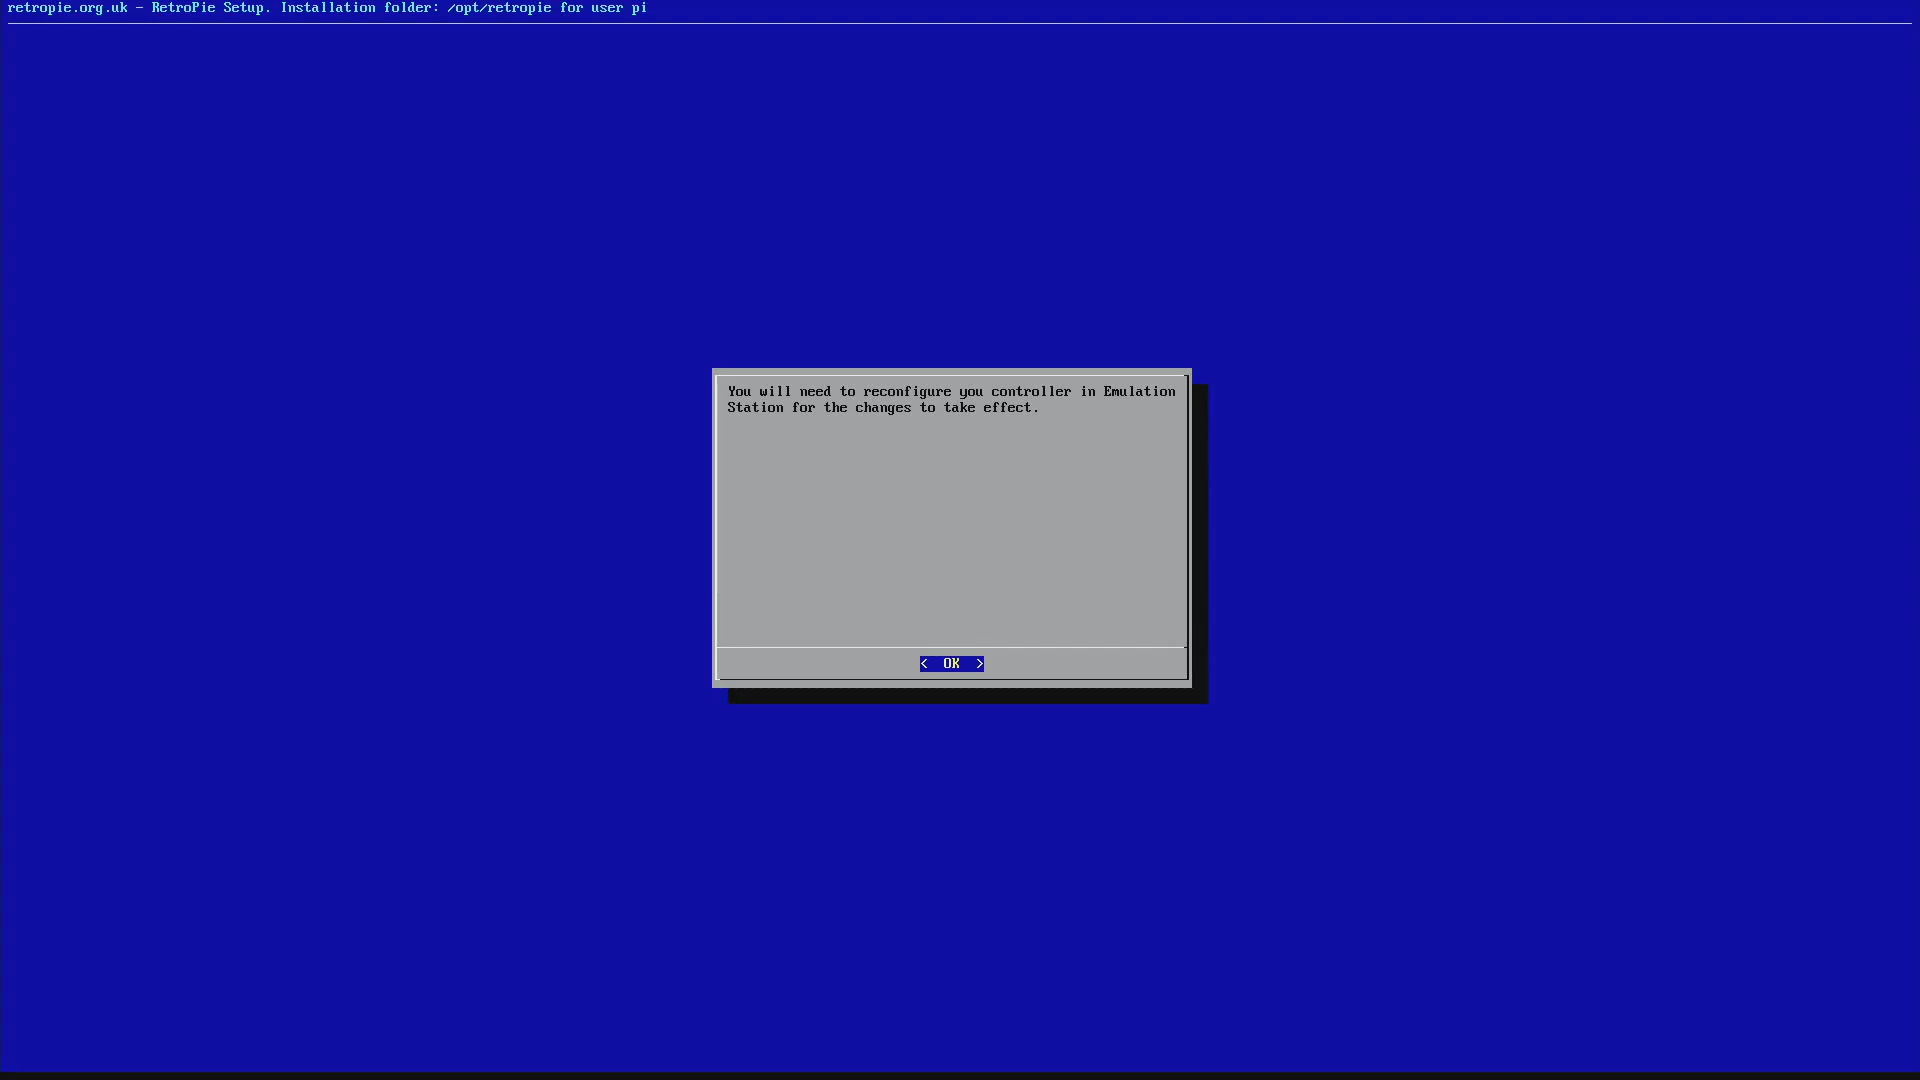 retropie.org.uk - RetroPie Setup. Installation folder: /opt/retropie for user pi
You will need to reconfigure you controller in Emulation
Station for the changes to take effect.
< OK >